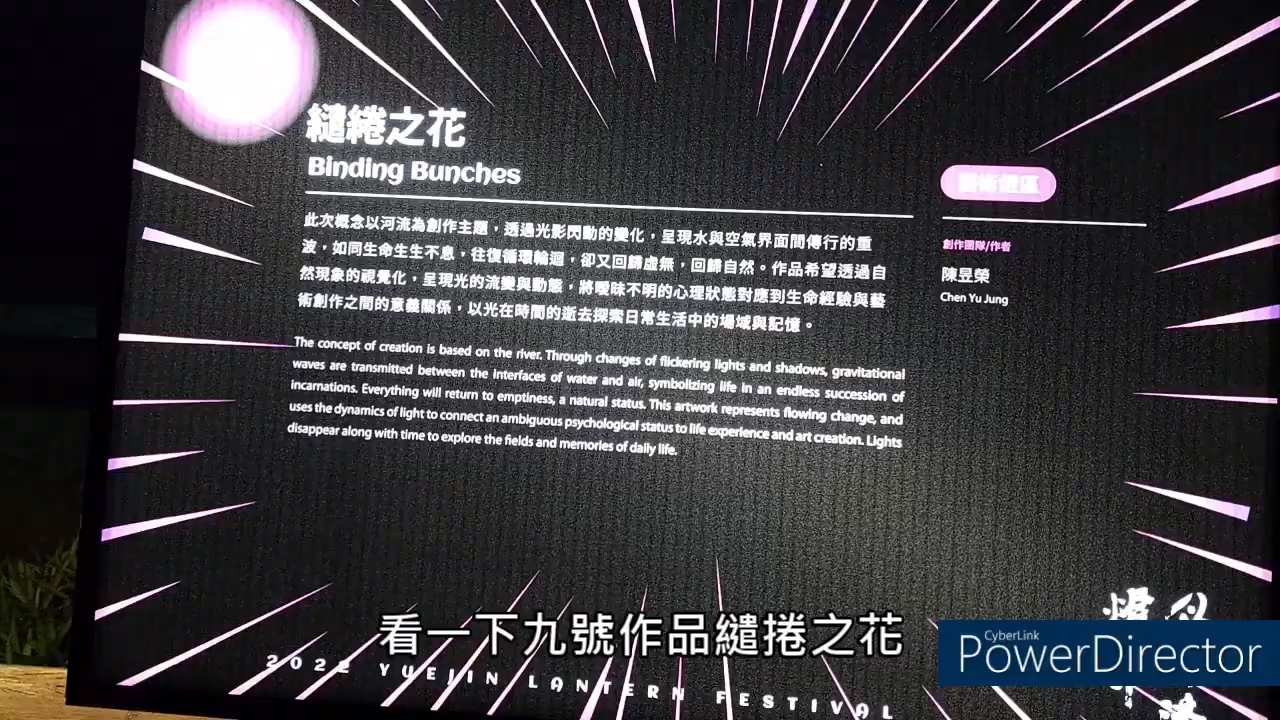 繾綣之花
Binding Bunches
此次概念以河流為創作主題，透過光影閃動的變化，呈現水與空氣界面間傳行的重
波，如同生命生生不息，往復循環輪迴，卻又回歸虛無，回歸自然。作品希望透過自
然現象的視覺化，呈現光的流變與動態，將曖昧不明的心理狀態對應到生命經驗與藝
術創作之間的意義關係，以光在時間的逝去探索日常生活中的場域與記憶。
The concept of creation is based on the river. Through changes of flickering lights and shadows, gravitational
waves are transmitted between the interfaces of water and air, symbolizing life in an endless succession of
incarnations. Everything will return to emptiness, a natural status. This artwork represents flowing change, and
uses the dynamics of light to connect an ambiguous psychological status to life experience and art creation. Lights
disappear along with time to explore the fields and memories of daily life.
創作團隊/作者
陳昱榮
Chen Yu Jung
看一下九號作品繾捲之花
2022 YUEJIN LANTERN FESTIVAL
CyberLink
PowerDirector